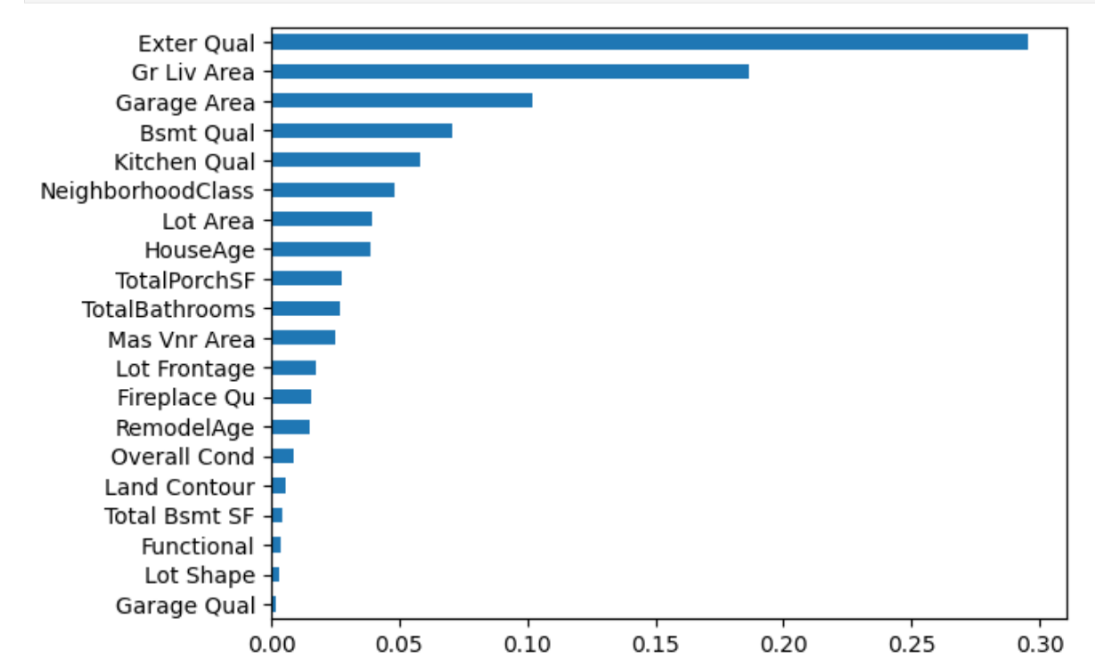 Exter Qual
Gr Liv Area
Garage Area
Bsmt Qual
Kitchen Qual
NeighborhoodClass
Lot Area
HouseAge
TotalPorchSF
TotalBathrooms
Mas Vnr Area
Lot Frontage
Fireplace Qu
RemodelAge
Overall Cond
Land Contour
Total Bsmt SF
Functional
Lot Shape
Garage Qual
0.00 0.05 0.10 0.15 0.20 0.25 0.30